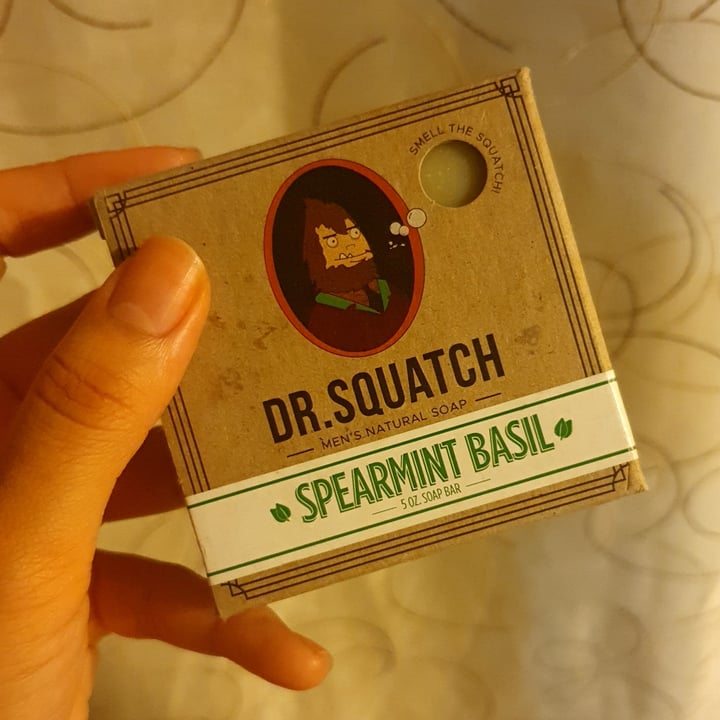 SMELL THE SQUATCH!
DR. SQUATCH
MEN'S NATURAL SOAP
SPEARMINT BASIL
5 OZ. SOAP BAR